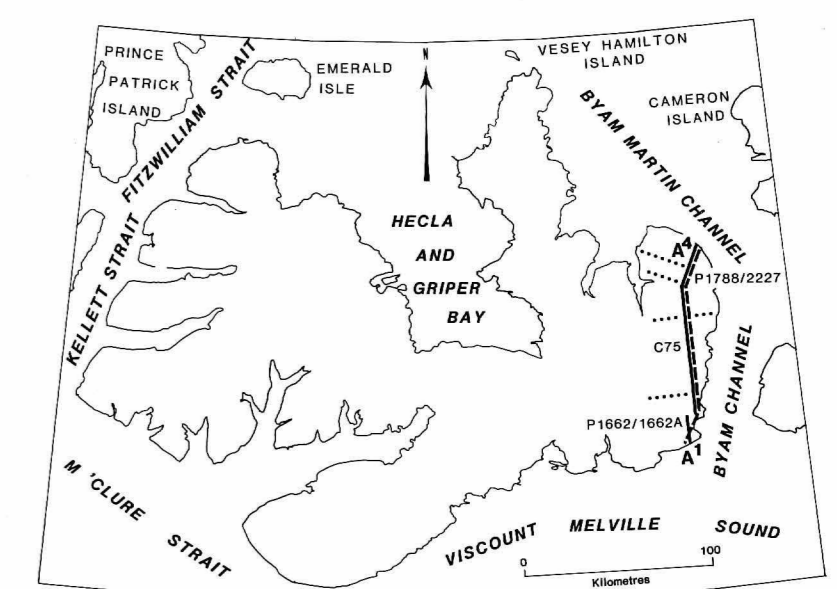 PRINCE
PATRICK
ISLAND
FITZWILLIAM STRAIT
EMERALD
ISLE
N
VESEY HAMILTON
ISLAND
CAMERON
ISLAND
BYAM MARTIN CHANNEL
KELLETT STRAIT
HECLA
AND
GRIPER
BAY
A4
P1788/2227
C75
BYAM CHANNEL
P1662/1662A
A1
M'CLURE STRAIT
VISCOUNT MELVILLE SOUND
0 100
Kilometres